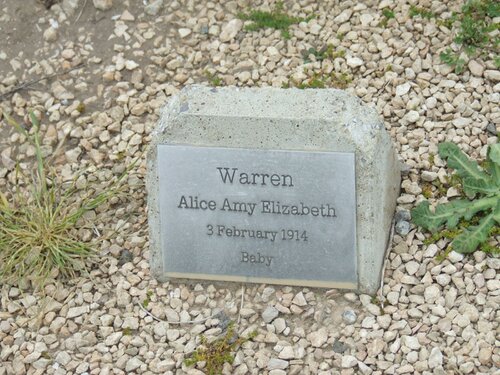 Warren
Alice Amy Elizabeth
3 February 1914
Baby